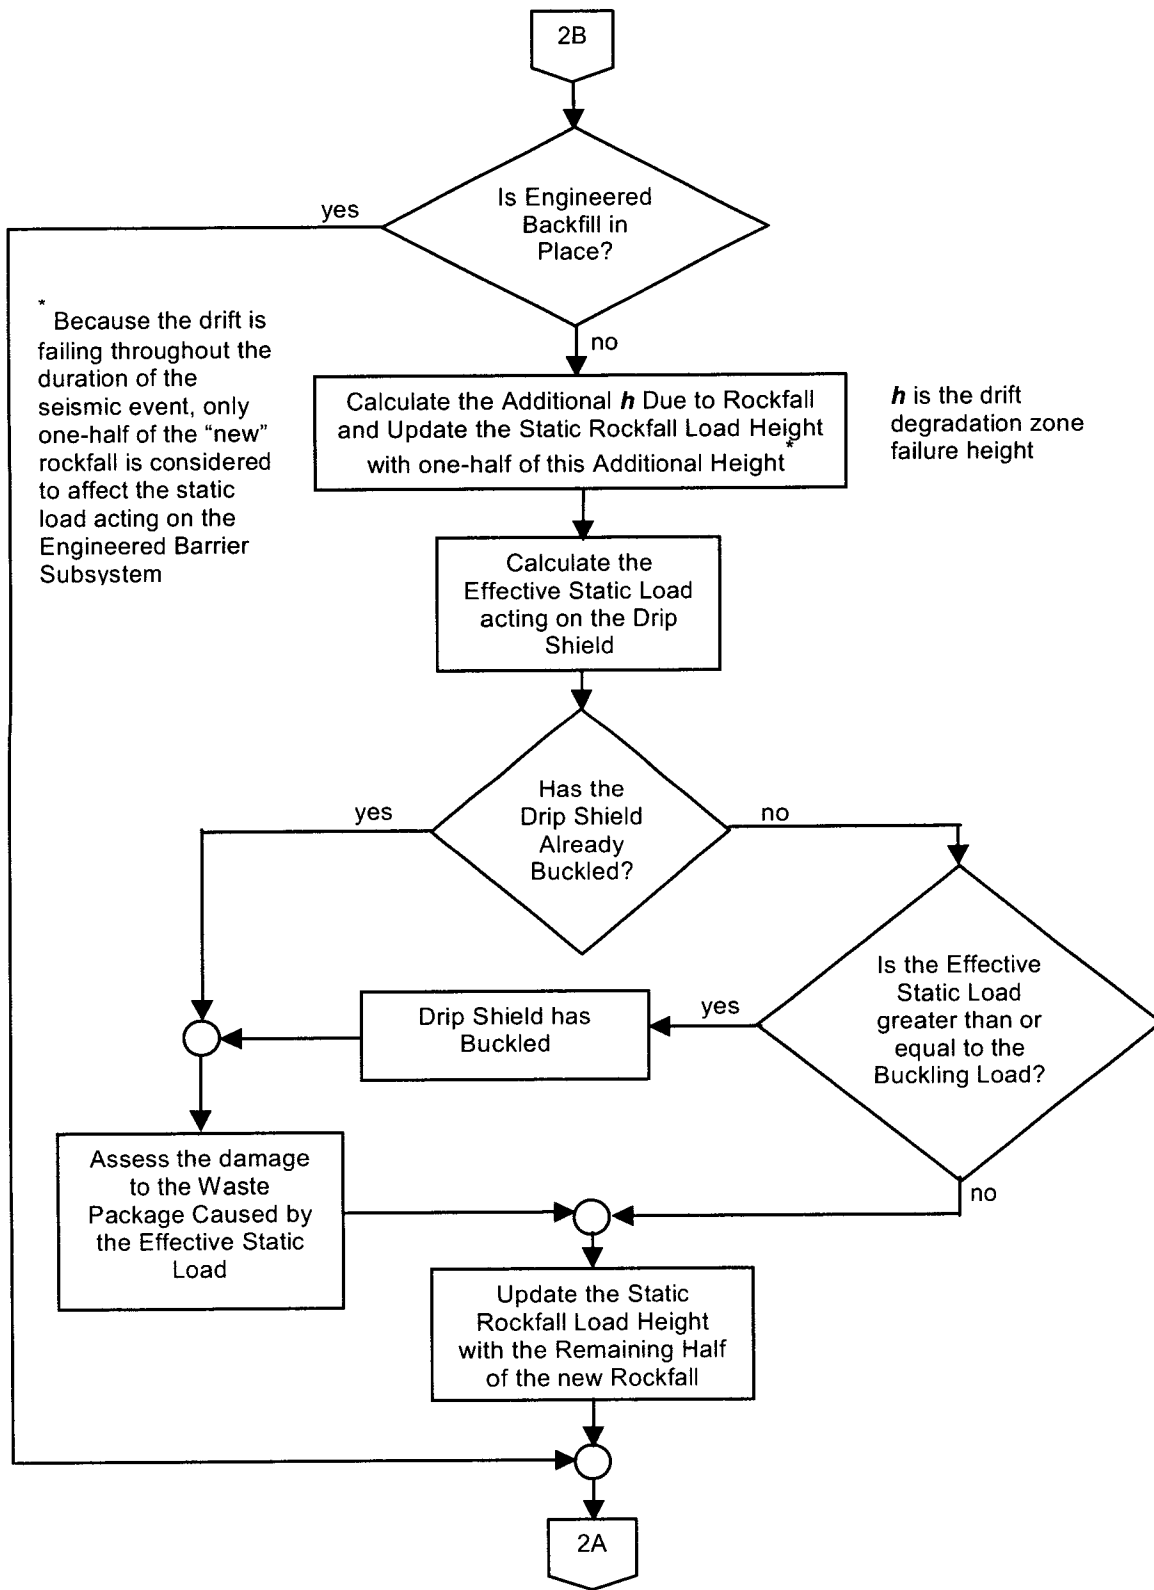 2B
Is Engineered
Backfill in
Place?
yes
no
* Because the drift is
failing throughout the
duration of the
seismic event, only
one-half of the “new”
rockfall is considered
to affect the static
load acting on the
Engineered Barrier
Subsystem
Calculate the Additional h Due to Rockfall
and Update the Static Rockfall Load Height
with one-half of this Additional Height*
h is the drift
degradation zone
failure height
Calculate the
Effective Static Load
acting on the Drip
Shield
Has the
Drip Shield
Already
Buckled?
yes
no
Is the Effective
Static Load
greater than or
equal to the
Buckling Load?
yes
no
Drip Shield has
Buckled
Assess the damage
to the Waste
Package Caused by
the Effective Static
Load
Update the Static
Rockfall Load Height
with the Remaining Half
of the new Rockfall
2A